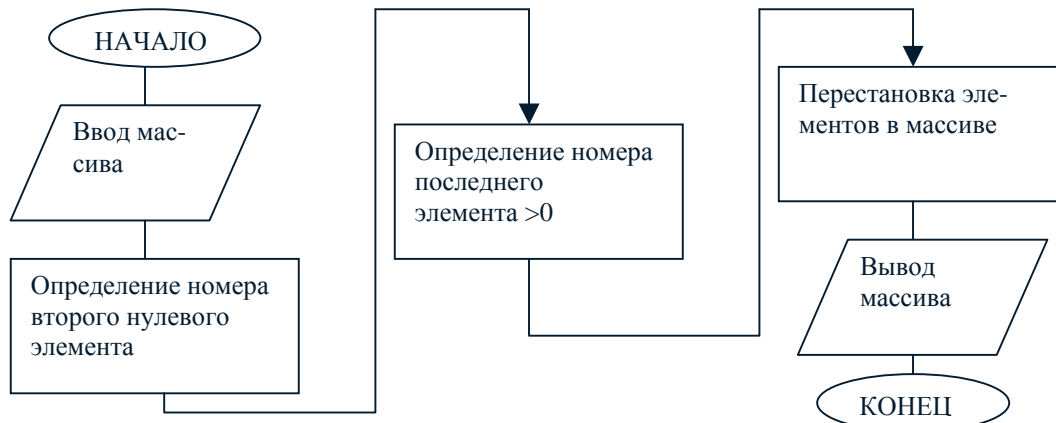 НАЧАЛО
Ввод мас-
сива
Определение номера
второго нулевого
элемента
Определение номера
последнего
элемента >0
Перестановка эле-
ментов в массиве
Вывод
массива
КОНЕЦ